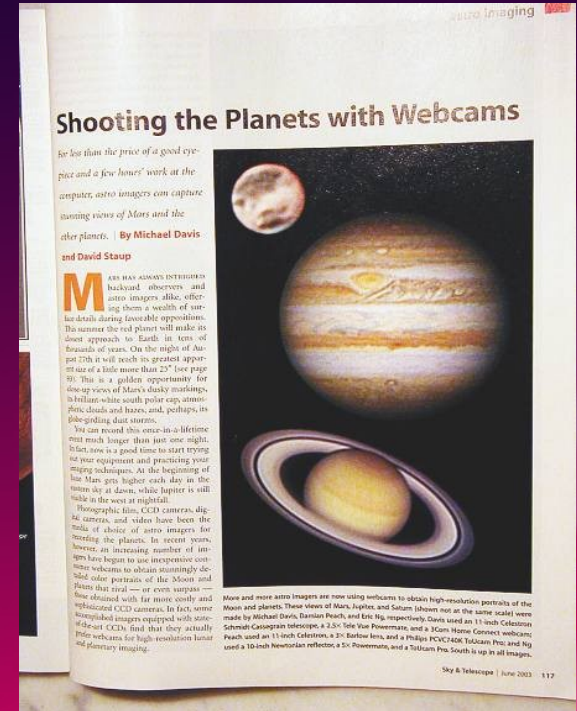 astro imaging
Shooting the Planets with Webcams
For less than the price of a good eye-
piece and a few hours' work at the
computer, astro imagers can capture
stunning views of Mars and the
other planets. | By Michael Davis
and David Staup
MARS HAS ALWAYS INTRIGUED
backyard observers and
astro imagers alike, offer-
ing them a wealth of sur-
face details during favorable oppositions.
This summer the red planet will make its
closest approach to Earth in tens of
thousands of years. On the night of Au-
gust 27th it will reach its greatest appar-
ent size of a little more than 25" (see page
). This is a golden opportunity for
close-up views of Mars's dusky markings,
its brilliant-white south polar cap, atmos-
pheric clouds and hazes, and, perhaps, its
globe-girdling dust storms.
You can record this once-in-a-lifetime
event much longer than just one night.
In fact, now is a good time to start trying
out your equipment and practicing your
imaging techniques. At the beginning of
June Mars gets higher each day in the
eastern sky at dawn, while Jupiter is still
visible in the west at nightfall.
Photographic film, CCD cameras, dig-
ital cameras, and video have been the
media of choice of astro imagers for
recording the planets. In recent years,
however, an increasing number of im-
agers have begun to use inexpensive con-
sumer webcams to obtain stunningly de-
tailed color portraits of the Moon and
planets that rival — or even surpass —
those obtained with far more costly and
sophisticated CCD cameras. In fact, some
accomplished imagers equipped with state-
of-the-art CCDs find that they actually
prefer webcams for high-resolution lunar
and planetary imaging.
More and more astro imagers are now using webcams to obtain high-resolution portraits of the
Moon and planets. These views of Mars, Jupiter, and Saturn (shown not at the same scale) were
made by Michael Davis, Damian Peach, and Eric Ng, respectively. Davis used an 11-inch Celestron
Schmidt-Cassegrain telescope, a 2.5× Tele Vue Powermate, and a 3Com Home Connect webcam;
Peach used an 11-inch Celestron, a 3× Barlow lens, and a Philips PCVC740K ToUcam Pro; and Ng
used a 10-inch Newtonian reflector, a 5× Powermate, and a ToUcam Pro. South is up in all images.
Sky & Telescope | June 2003 117